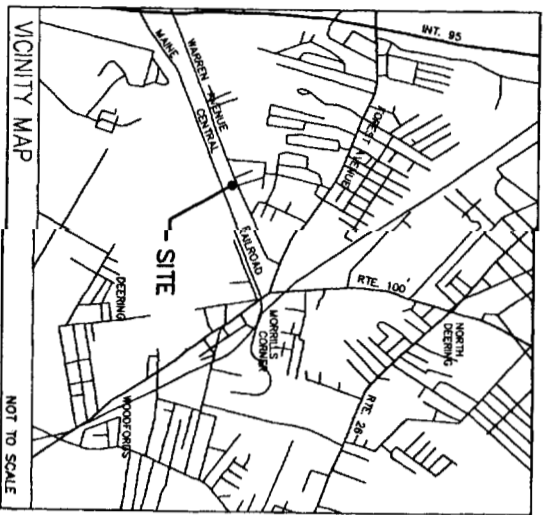 INT. 95
MAINE
WARREN AVENUE
CENTRAL
RAILROAD
FOREST AVENUE
SITE
RTE. 100
NORTH
DEERING
MORRILLS
CORNER
DEERING
RTE. 26
WOODFORDS
VICINITY MAP
NOT TO SCALE